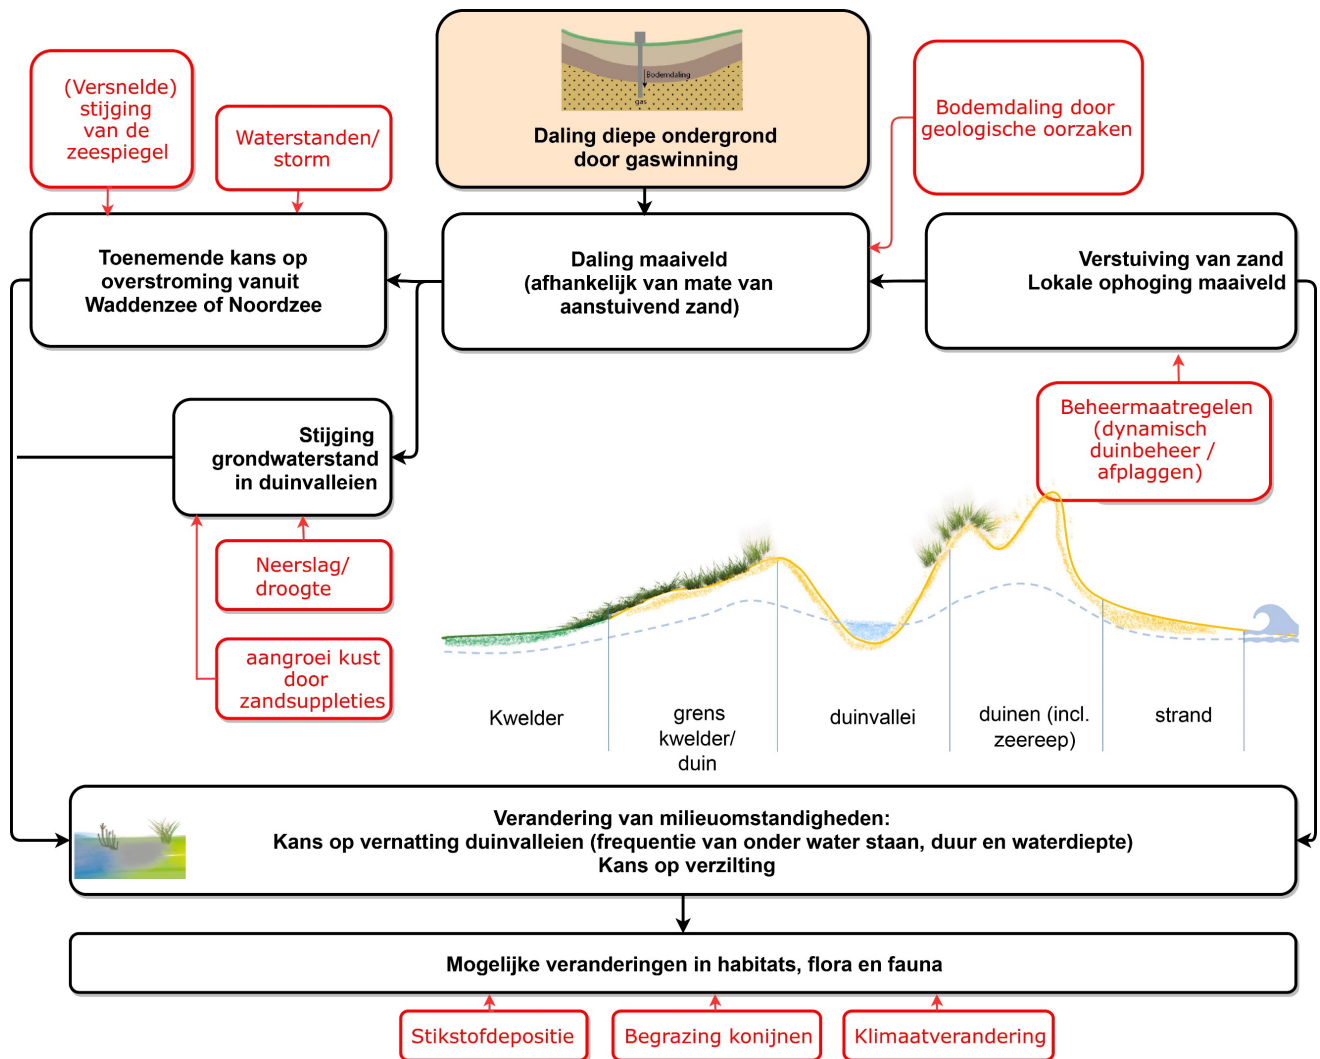 (Versnelde)
stijging
van de
zeespiegel
Waterstanden/
storm
Bodemdaling
gas
Daling diepe ondergrond
door gaswinning
Bodemdaling door
geologische oorzaken
Toenemende kans op
overstroming vanuit
Waddenzee of Noordzee
Daling maaiveld
(afhankelijk van mate van
aanstuivend zand)
Verstuiving van zand
Lokale ophoging maaiveld
Stijging
grondwaterstand
in duinvalleien
Beheermaatregelen
(dynamisch
duinbeheer /
afplaggen)
Neerslag/
droogte
aangroei kust
door
zandsuppleties
Kwelder
grens
kwelder/
duin
duinvallei
duinen (incl.
zeereep)
strand
Verandering van milieuomstandigheden:
Kans op vernatting duinvalleien (frequentie van onder water staan, duur en waterdiepte)
Kans op verzilting
Mogelijke veranderingen in habitats, flora en fauna
Stikstofdepositie
Begrazing konijnen
Klimaatverandering